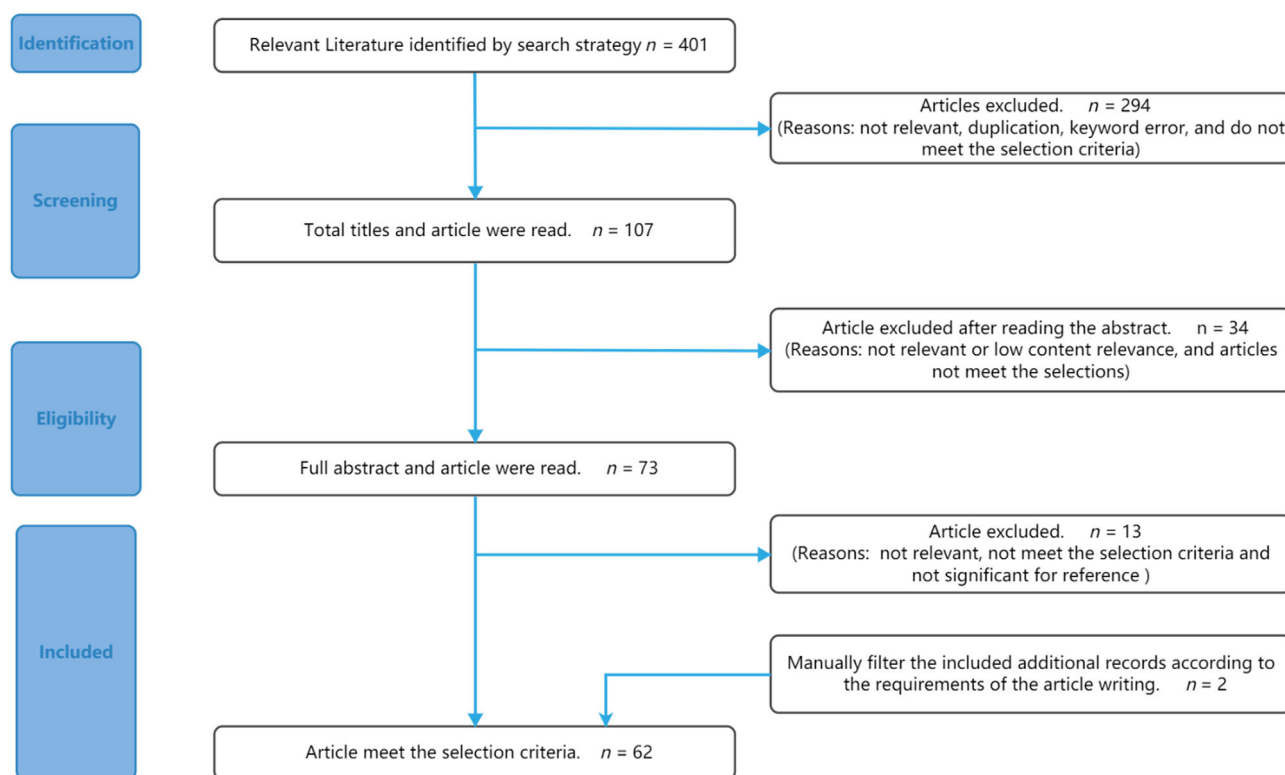 Identification
Relevant Literature identified by search strategy n = 401
Articles excluded. n = 294
(Reasons: not relevant, duplication, keyword error, and do not
meet the selection criteria)
Screening
Total titles and article were read. n = 107
Article excluded after reading the abstract. n = 34
(Reasons: not relevant or low content relevance, and articles
not meet the selections)
Eligibility
Full abstract and article were read. n = 73
Article excluded. n = 13
(Reasons: not relevant, not meet the selection criteria and
not significant for reference )
Included
Manually filter the included additional records according to
the requirements of the article writing. n = 2
Article meet the selection criteria. n = 62